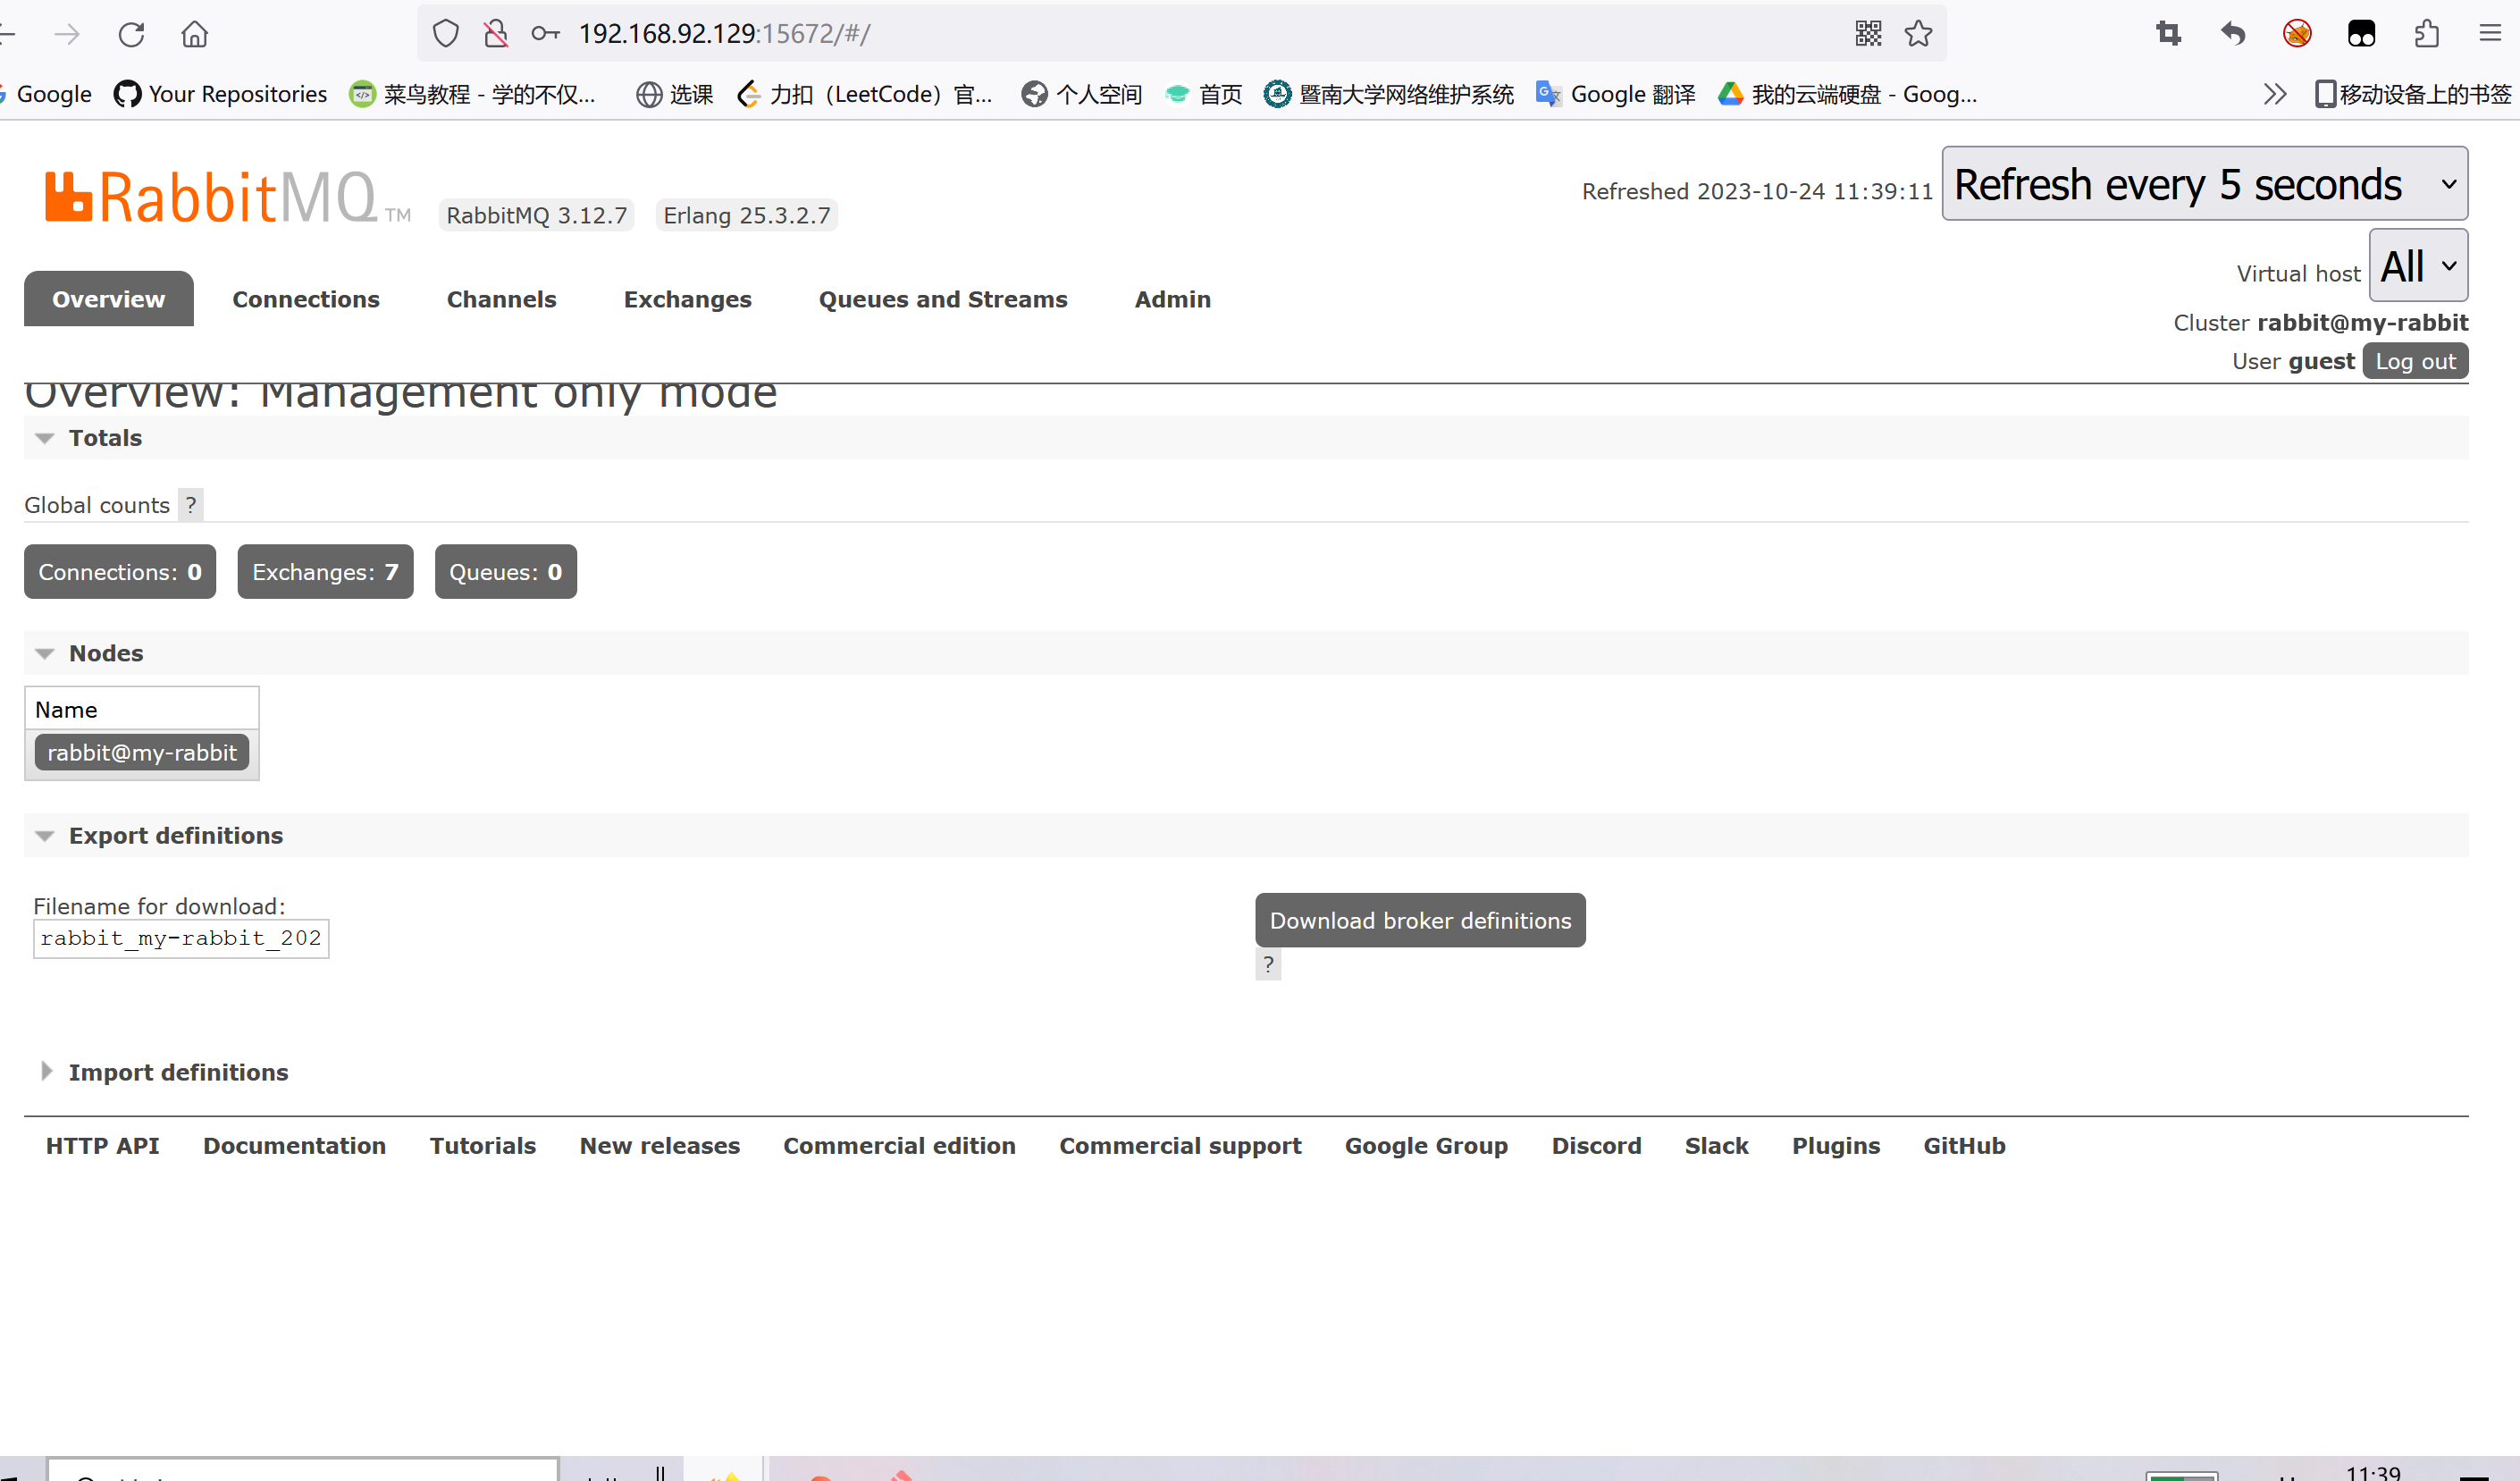 192.168.92.129:15672/#/
Google Your Repositories 菜鸟教程 - 学的不仅... 选课 力扣（LeetCode）官... 个人空间 首页 暨南大学网络维护系统 Google 翻译 我的云端硬盘 - Goog... 移动设备上的书签
RabbitMQ TM RabbitMQ 3.12.7 Erlang 25.3.2.7
Refreshed 2023-10-24 11:39:11 Refresh every 5 seconds
Virtual host All
Cluster rabbit@my-rabbit
User guest Log out
Overview Connections Channels Exchanges Queues and Streams Admin
Overview: Management only mode
Totals
Global counts ?
Connections: 0 Exchanges: 7 Queues: 0
Nodes
Name
rabbit@my-rabbit
Export definitions
Filename for download:
rabbit_my-rabbit_202
Download broker definitions
?
Import definitions
HTTP API Documentation Tutorials New releases Commercial edition Commercial support Google Group Discord Slack Plugins GitHub
11:39